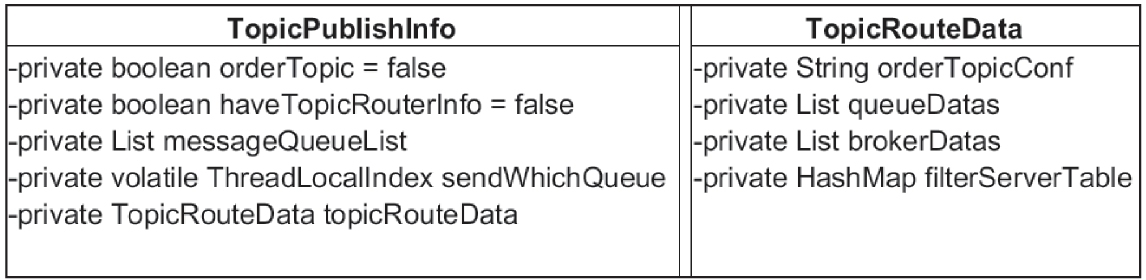 TopicPublishInfo
-private boolean orderTopic = false
-private boolean haveTopicRouterInfo = false
-private List messageQueueList
-private volatile ThreadLocalIndex sendWhichQueue
-private TopicRouteData topicRouteData
TopicRouteData
-private String orderTopicConf
-private List queueDatas
-private List brokerDatas
-private HashMap filterServerTable